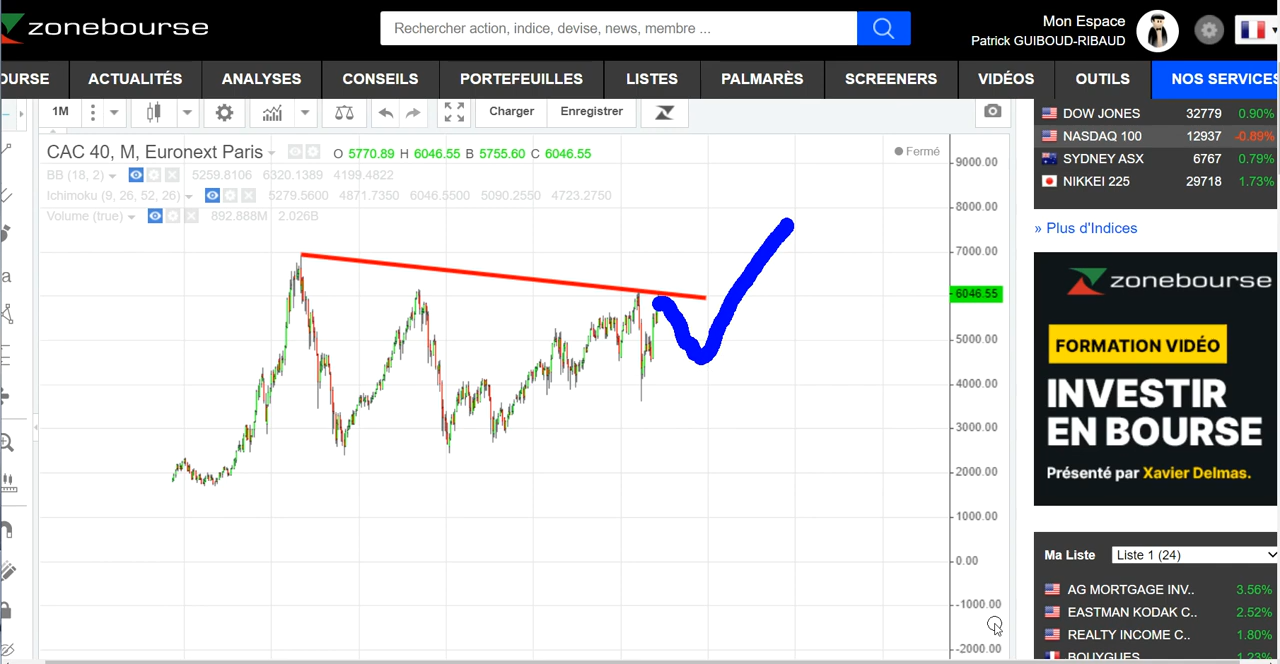 zonebourse
Rechercher action, indice, devise, news, membre ...
Mon Espace
Patrick GUIBOUD-RIBAUD
OURSE ACTUALITÉS ANALYSES CONSEILS PORTEFEUILLES LISTES PALMARÈS SCREENERS VIDÉOS OUTILS NOS SERVICES
1M Charger Enregistrer
CAC 40, M, Euronext Paris O 5770.89 H 6046.55 B 5755.60 C 6046.55
Fermé
BB (18, 2) 5259.8106 6320.1389 4199.4822
Ichimoku (9, 26, 52, 26) 5279.5600 4871.7350 6046.5500 5090.2550 4723.2750
Volume (true) 892.888M 2.026B
9000.00
8000.00
7000.00
6046.55
5000.00
4000.00
3000.00
2000.00
1000.00
0.00
-1000.00
-2000.00
DOW JONES 32779 0.90%
NASDAQ 100 12937 -0.89%
SYDNEY ASX 6767 0.79%
NIKKEI 225 29718 1.73%
» Plus d'Indices
zonebourse
FORMATION VIDÉO
INVESTIR
EN BOURSE
Présenté par Xavier Delmas.
Ma Liste Liste 1 (24)
AG MORTGAGE INV.. 3.56%
EASTMAN KODAK C.. 2.52%
REALTY INCOME C.. 1.80%
BOUYGUES 1.23%